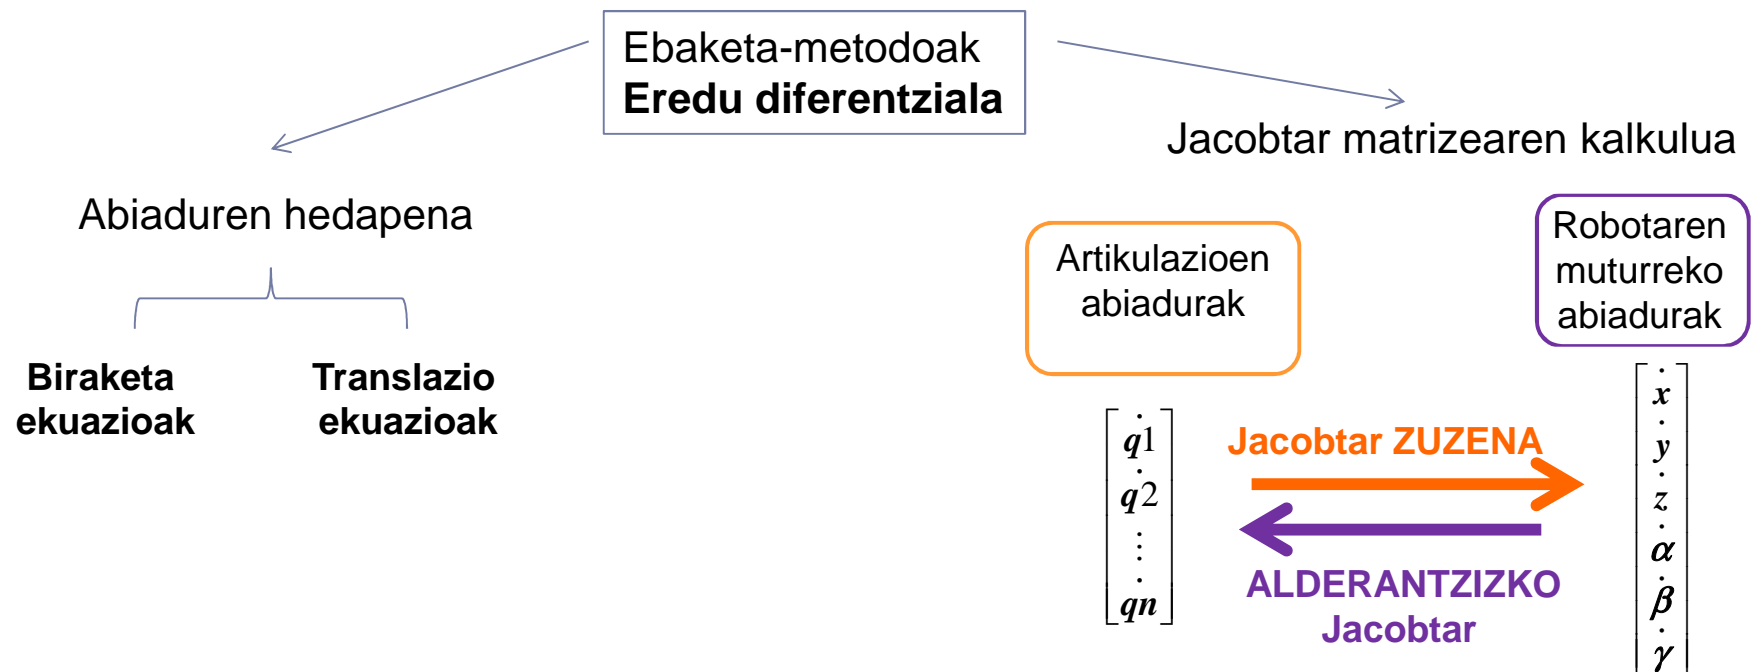 Ebaketa-metodoak
Eredu diferentziala
Abiaduren hedapena
Biraketa
ekuazioak
Translazio
ekuazioak
Jacobtar matrizearen kalkulua
Artikulazioen
abiadurak
Robotaren
muturreko
abiadurak
q̇1
q̇2
⋮
q̇n
Jacobtar ZUZENA
ALDERANTZIZKO
Jacobtar
ẋ
ẏ
ż
α̇
β̇
γ̇